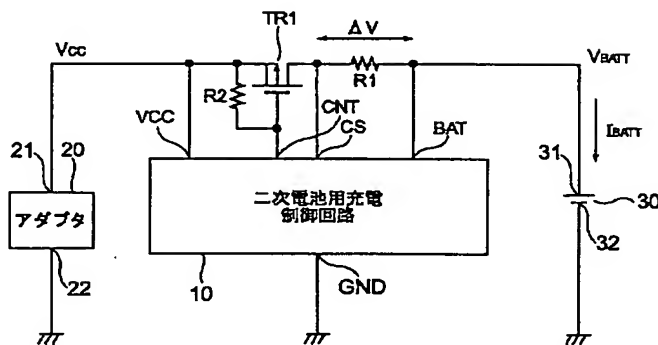 TR1
ΔV
VCC
R1
VBATT
R2
CNT
VCC
CS
BAT
IBATT
21
20
31
アダプタ
二次電池用充電
制御回路
30
32
22
10
GND